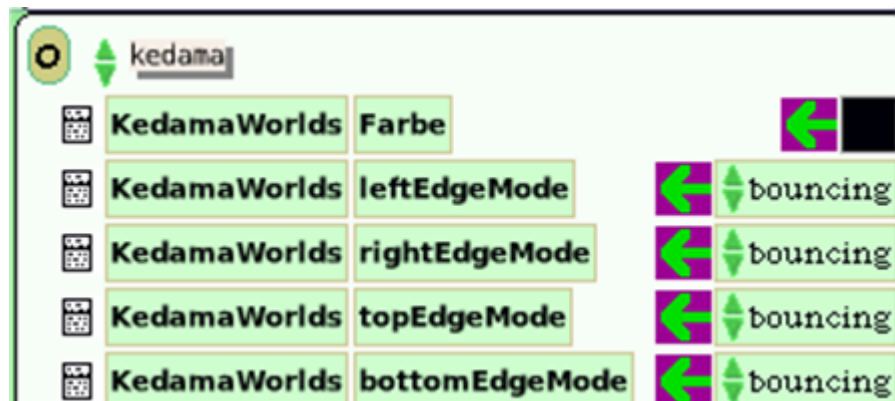 kedama
KedamaWorlds Farbe
KedamaWorlds leftEdgeMode bouncing
KedamaWorlds rightEdgeMode bouncing
KedamaWorlds topEdgeMode bouncing
KedamaWorlds bottomEdgeMode bouncing